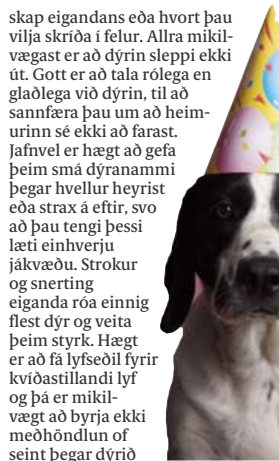 skap eigandans eða hvort þau
vilja skríða í felur. Allra mikil-
vægast er að dýrin sleppi ekki
út. Gott er að tala rólega en
glaðlega við dýrin, til að
sannfæra þau um að heim-
urinn sé ekki að farast.
Jafnvel er hægt að gefa
þeim smá dýranammi
þegar hvellur heyrist
eða strax á eftir, svo
að þau tengi þessi
læti einhverju
jákvæðu. Strokur
og snerting
eiganda róa einnig
flest dýr og veita
þeim styrk. Hægt
er að fá lyfseðil fyrir
kvíðastillandi lyf
og þá er mikil-
vægt að byrja ekki
meðhöndlun of
seint þegar dýrið